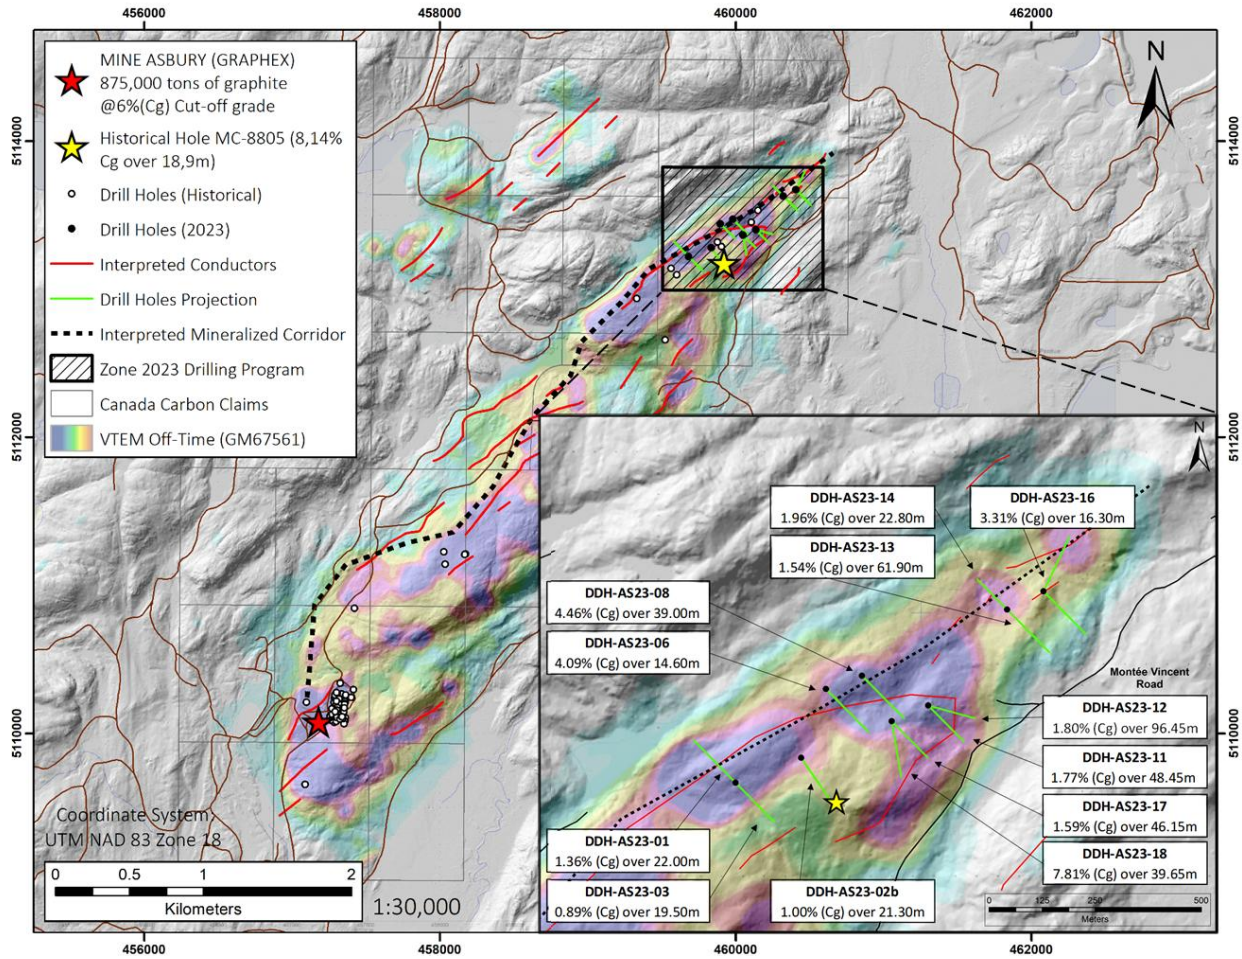 456000
458000
460000
462000
5114000
5112000
5110000
5114000
5112000
5110000
MINE ASBURY (GRAPHEX)
875,000 tons of graphite
@6%(Cg) Cut-off grade
Historical Hole MC-8805 (8,14%
Cg over 18,9m)
Drill Holes (Historical)
Drill Holes (2023)
Interpreted Conductors
Drill Holes Projection
Interpreted Mineralized Corridor
Zone 2023 Drilling Program
Canada Carbon Claims
VTEM Off-Time (GM67561)
N
N
DDH-AS23-14
1.96% (Cg) over 22.80m
DDH-AS23-16
3.31% (Cg) over 16.30m
DDH-AS23-13
1.54% (Cg) over 61.90m
DDH-AS23-08
4.46% (Cg) over 39.00m
DDH-AS23-06
4.09% (Cg) over 14.60m
Montée Vincent
Road
DDH-AS23-12
1.80% (Cg) over 96.45m
DDH-AS23-11
1.77% (Cg) over 48.45m
DDH-AS23-17
1.59% (Cg) over 46.15m
DDH-AS23-18
7.81% (Cg) over 39.65m
DDH-AS23-01
1.36% (Cg) over 22.00m
DDH-AS23-03
0.89% (Cg) over 19.50m
DDH-AS23-02b
1.00% (Cg) over 21.30m
0 125 250 500
Meters
Coordinate System:
UTM NAD 83 Zone 18
0 0.5 1 2
Kilometers
1:30,000
456000
458000
460000
462000